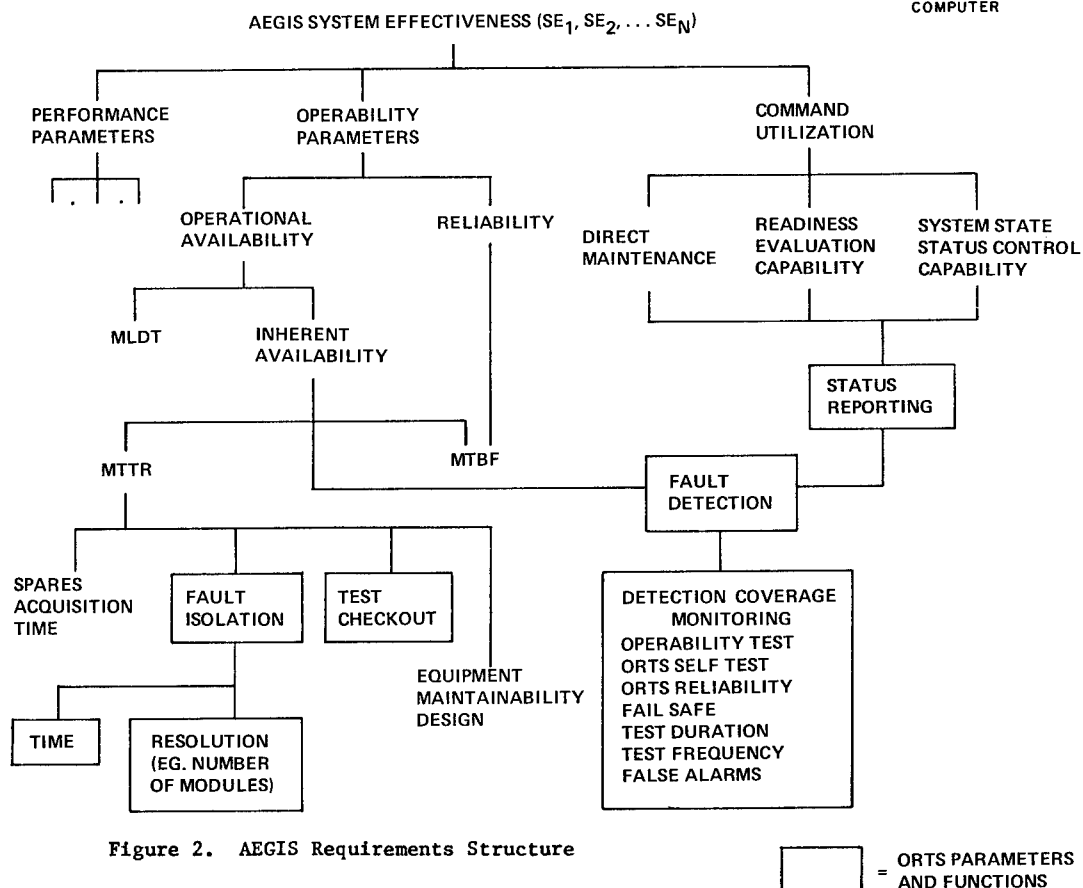 COMPUTER
AEGIS SYSTEM EFFECTIVENESS (SE1, SE2, ... SEN)
PERFORMANCE
PARAMETERS
OPERABILITY
PARAMETERS
COMMAND
UTILIZATION
OPERATIONAL
AVAILABILITY
RELIABILITY
DIRECT
MAINTENANCE
READINESS
EVALUATION
CAPABILITY
SYSTEM STATE
STATUS CONTROL
CAPABILITY
MLDT
INHERENT
AVAILABILITY
STATUS
REPORTING
MTTR
MTBF
FAULT
DETECTION
SPARES
ACQUISITION
TIME
FAULT
ISOLATION
TEST
CHECKOUT
EQUIPMENT
MAINTAINABILITY
DESIGN
DETECTION COVERAGE
MONITORING
OPERABILITY TEST
ORTS SELF TEST
ORTS RELIABILITY
FAIL SAFE
TEST DURATION
TEST FREQUENCY
FALSE ALARMS
TIME
RESOLUTION
(EG. NUMBER
OF MODULES)
Figure 2. AEGIS Requirements Structure
= ORTS PARAMETERS
AND FUNCTIONS